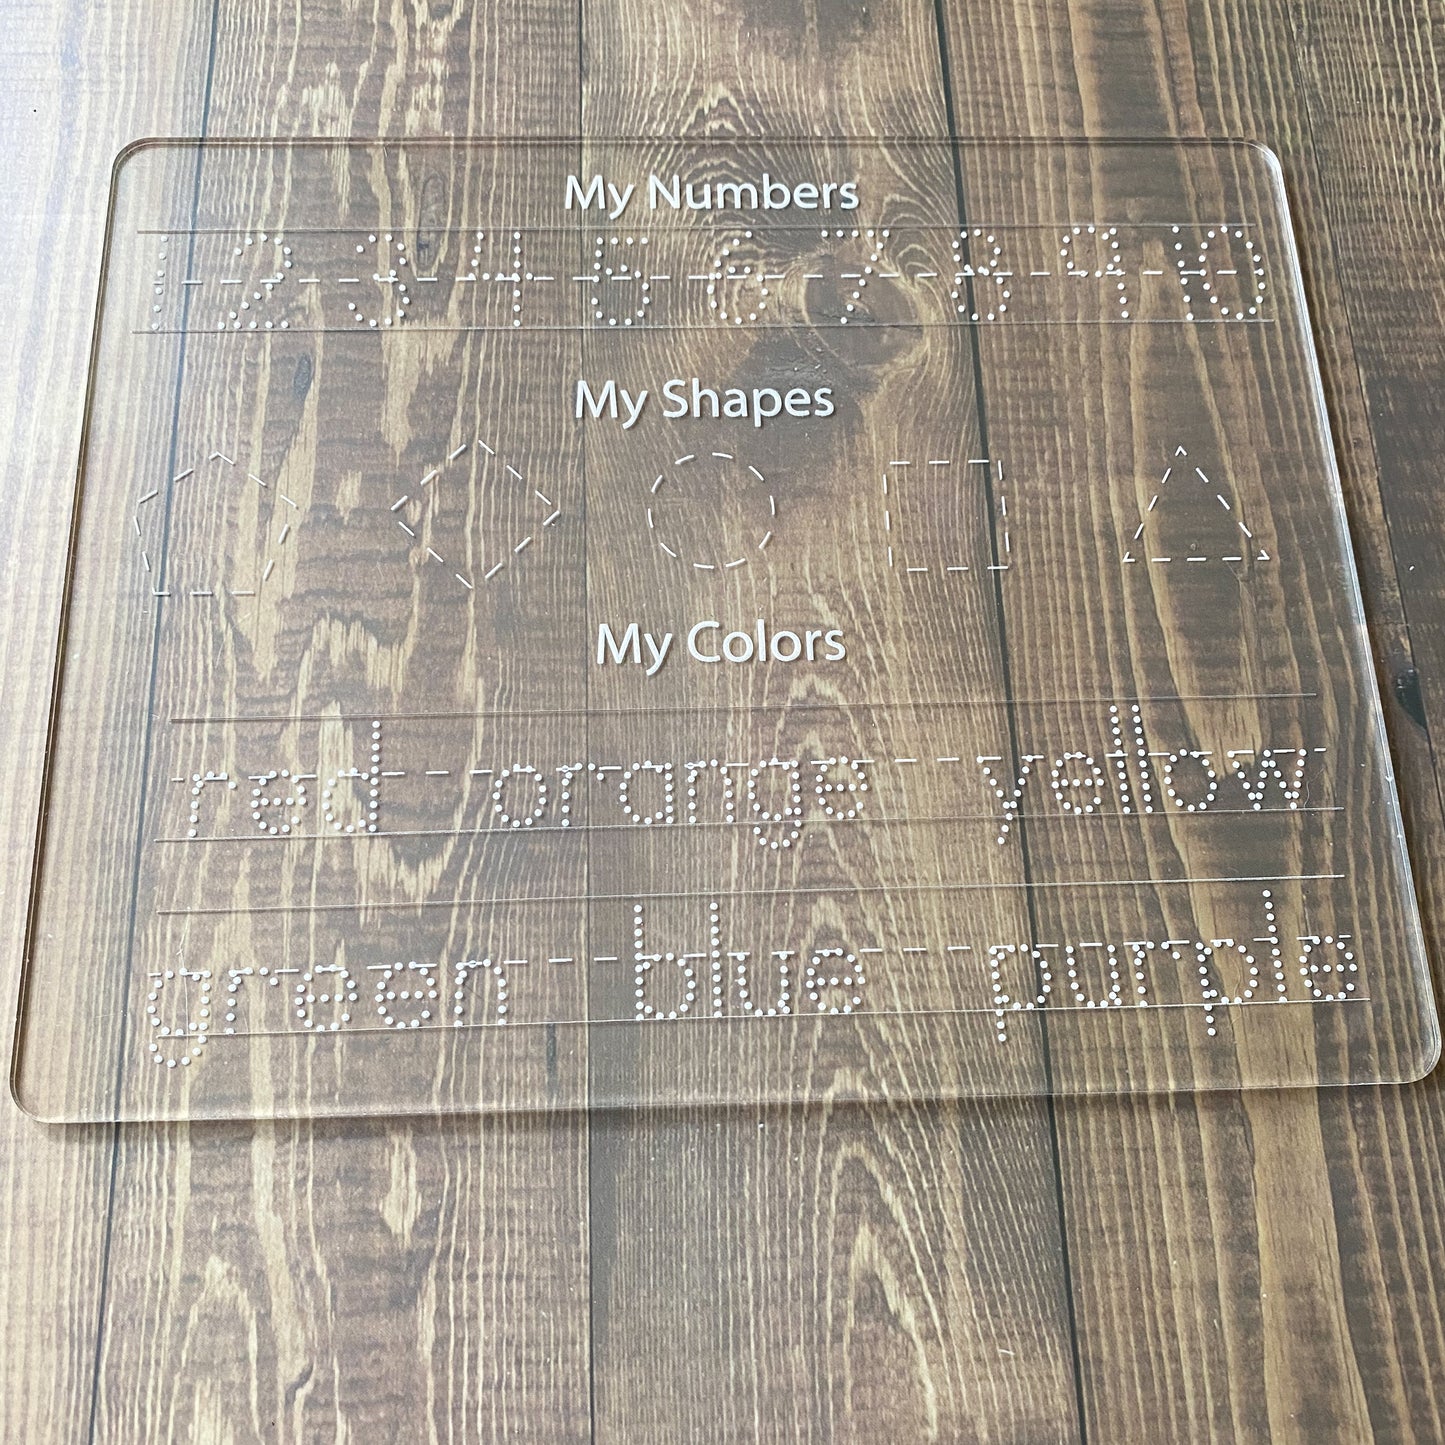 My Numbers
1 2 3 4 5 6 7 8 9 10
My Shapes
My Colors
red orange yellow
green blue purple